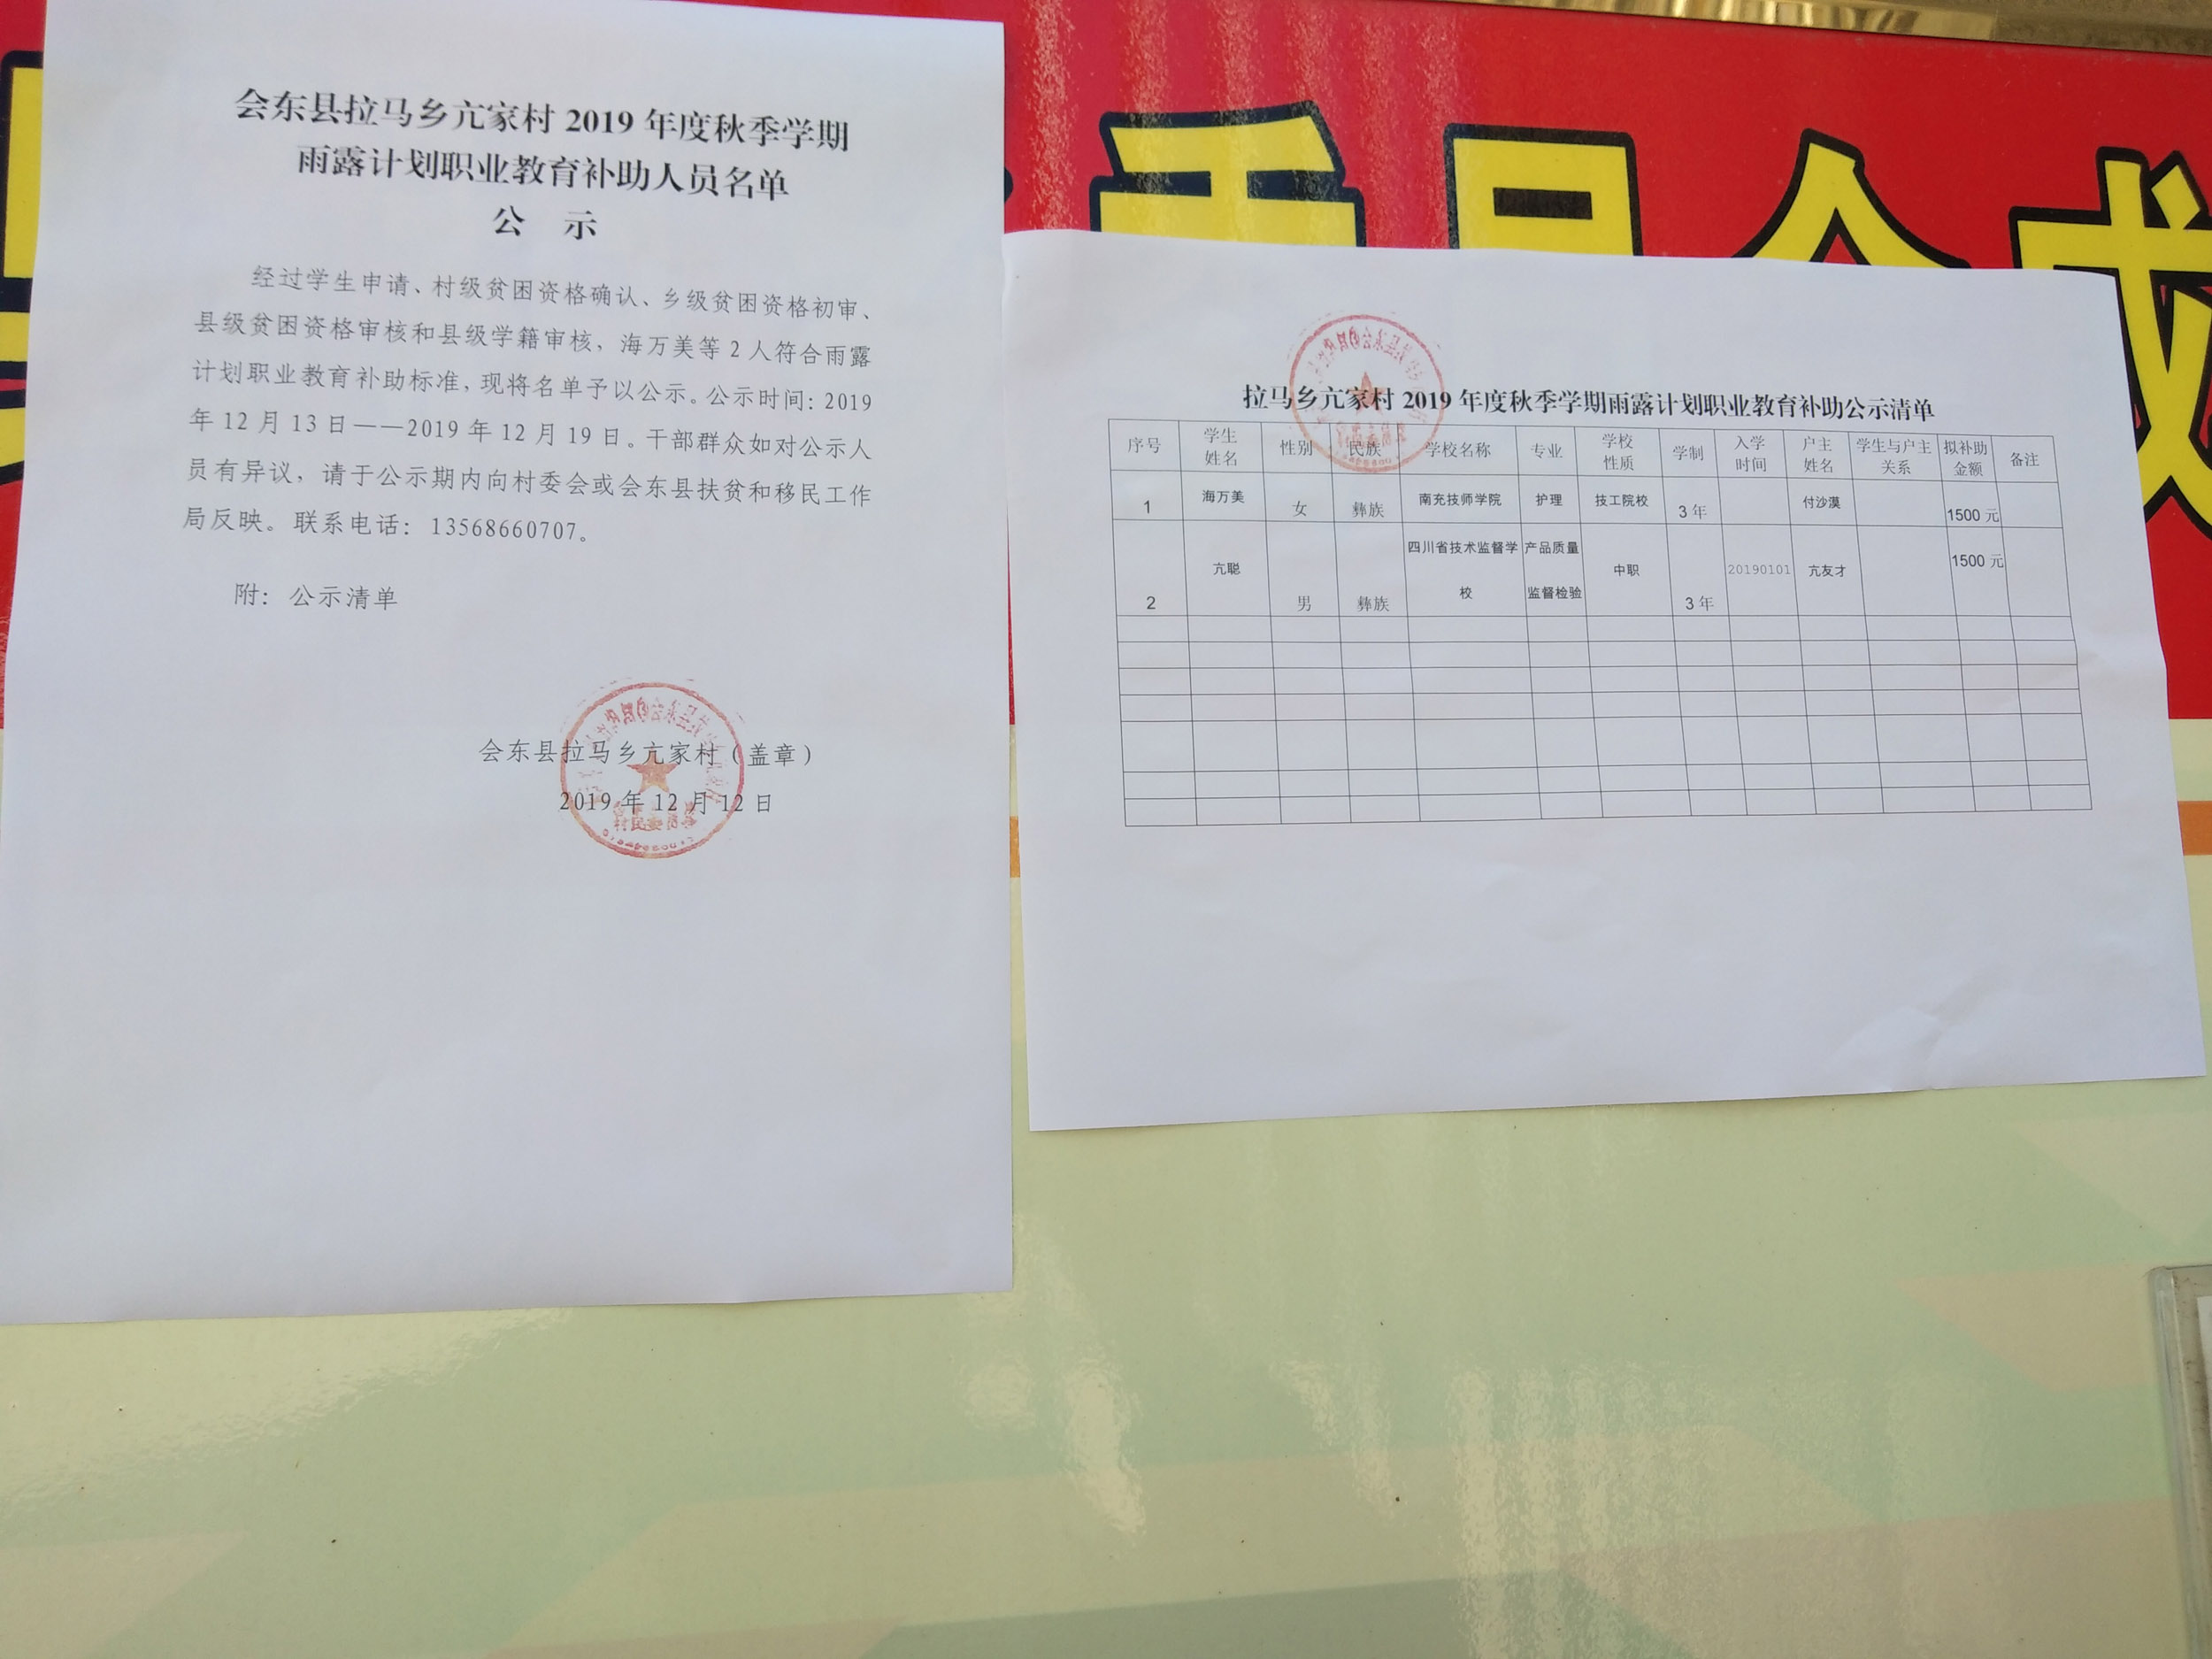 会东县拉马乡亢家村 2019 年度秋季学期
雨露计划职业教育补助人员名单
公 示
经过学生申请、村级贫困资格确认、乡级贫困资格初审、
县级贫困资格审核和县级学籍审核，海万美等 2 人符合雨露
计划职业教育补助标准，现将名单予以公示。公示时间：2019
年 12 月 13 日——2019 年 12 月 19 日。干部群众如对公示人
员有异议，请于公示期内向村委会或会东县扶贫和移民工作
局反映。联系电话：13568660707。
附：公示清单
会东县拉马乡亢家村（盖章）
2019 年 12 月 12 日
委员会成
拉马乡亢家村 2019 年度秋季学期雨露计划职业教育补助公示清单
序号 学生姓名 性别 民族 学校名称 专业 学校性质 学制 入学时间 户主姓名 学生与户主关系 拟补助金额 备注
1 海万美 女 彝族 南充技师学院 护理 技工院校 3 年 付沙漠 1500 元
2 亢聪 男 彝族 四川省技术监督学校 产品质量监督检验 中职 3 年 20190101 亢友才 1500 元